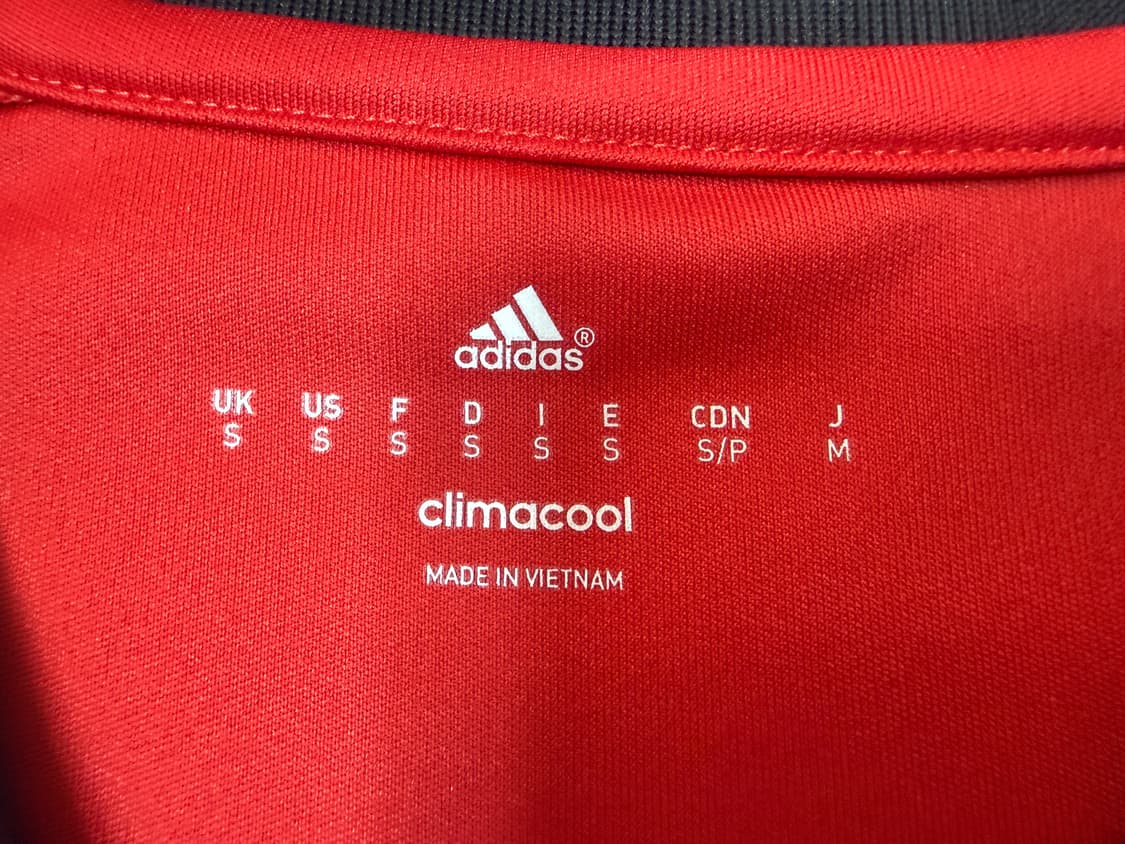 adidas®
UK US F D I E CDN J
S S S S S S S/P M
climacool
MADE IN VIETNAM